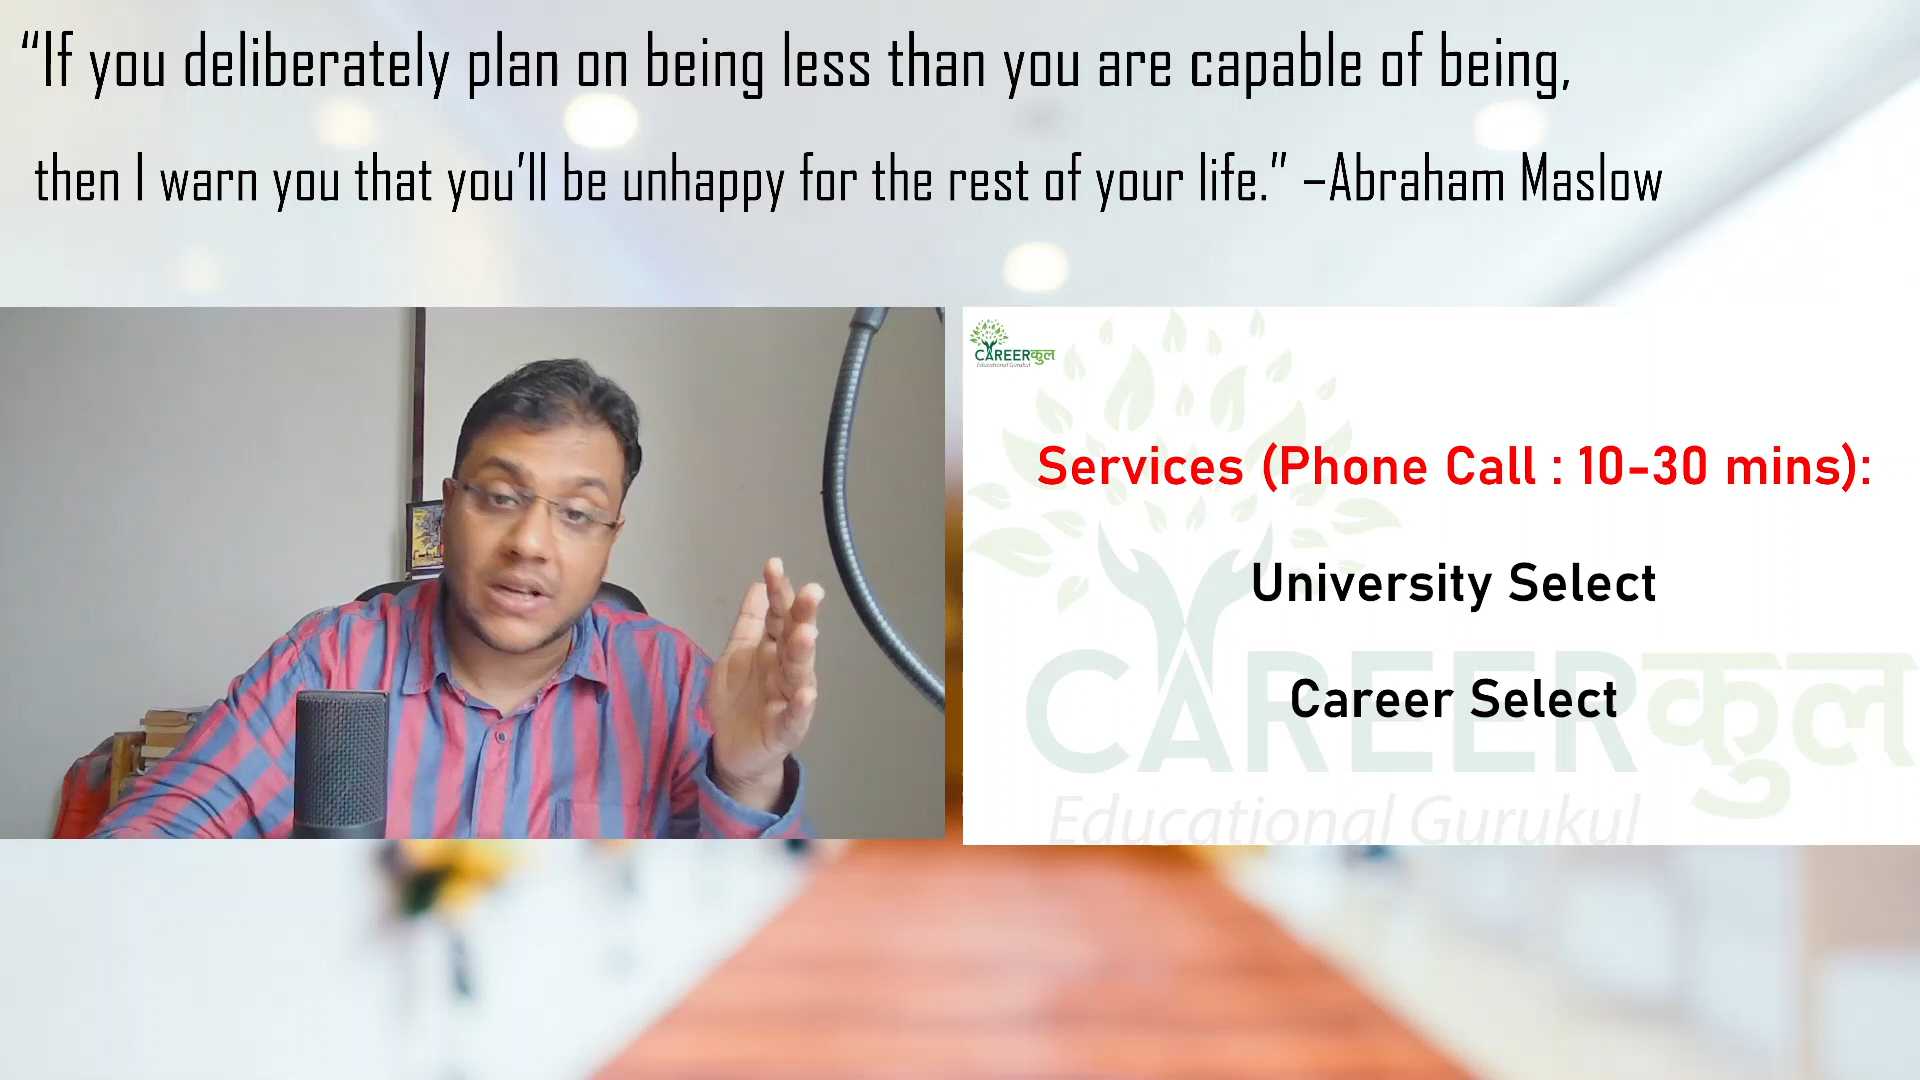 “If you deliberately plan on being less than you are capable of being,
then I warn you that you’ll be unhappy for the rest of your life.” –Abraham Maslow
CAREERकुल
Educational Gurukul
Services (Phone Call : 10-30 mins):
University Select
Career Select
CAREERकुल
Educational Gurukul